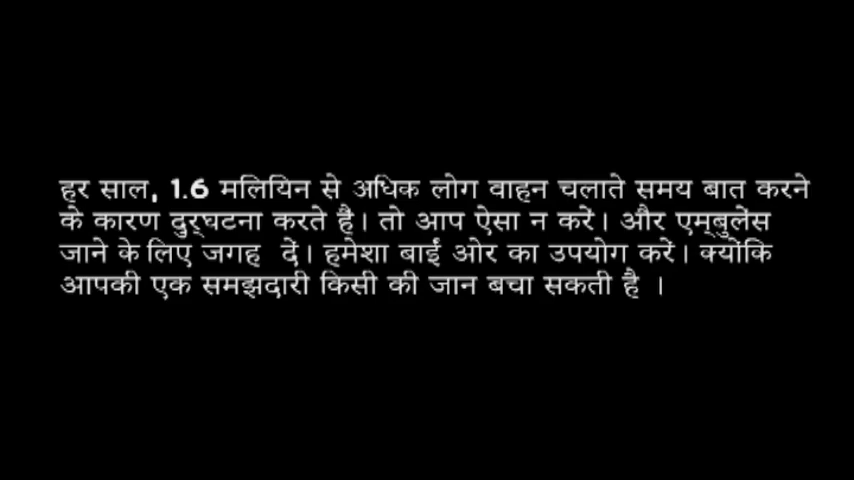 हर साल, 1.6 मलियिन से अधिक लोग वाहन चलाते समय बात करने
के कारण दुर्घटना करते है। तो आप ऐसा न करें। और एम्बुलेंस
जाने के लिए जगह दें। हमेशा बाईं ओर का उपयोग करें। क्योंकि
आपकी एक समझदारी किसी की जान बचा सकती है ।